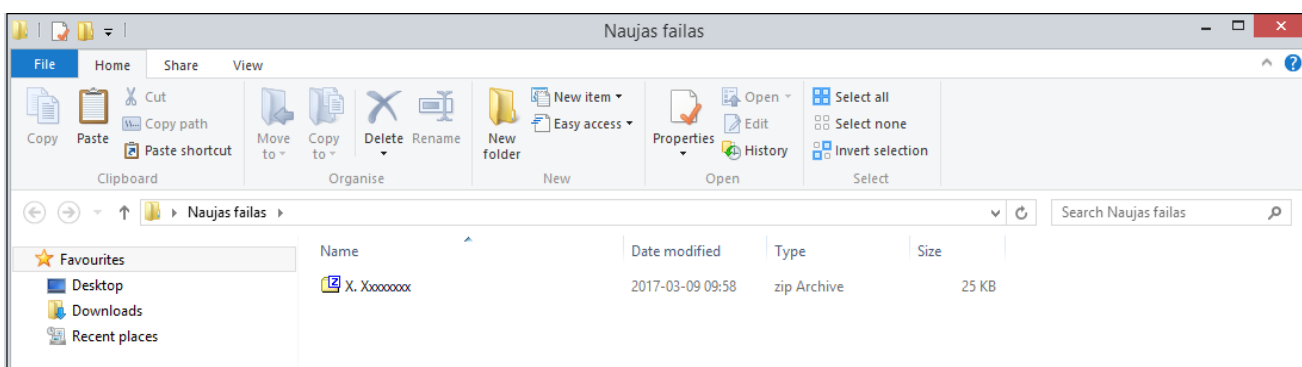 Naujas failas
File Home Share View
Copy
Paste
Cut
Copy path
Paste shortcut
Clipboard
Move to
Copy to
Delete
Rename
Organise
New folder
New item
Easy access
New
Properties
Open
Edit
History
Open
Select all
Select none
Invert selection
Select
Naujas failas
Search Naujas failas
Favourites
Desktop
Downloads
Recent places
Name Date modified Type Size
X. Xxxxxxxx 2017-03-09 09:58 zip Archive 25 KB